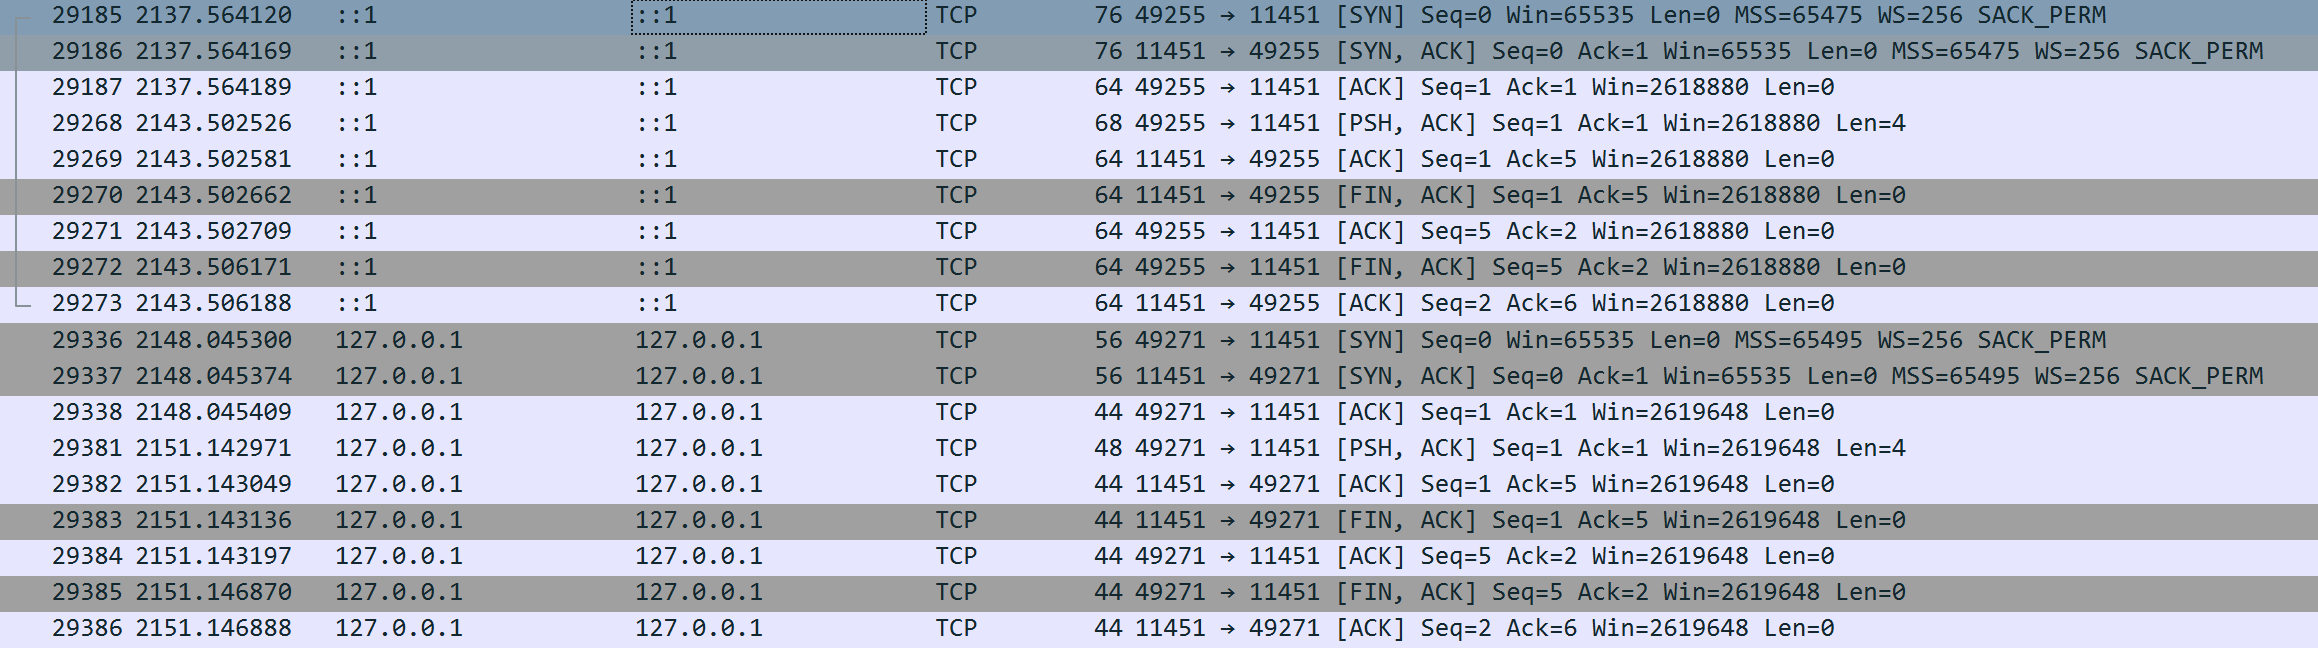 29185 2137.564120 ::1 ::1 TCP 76 49255 → 11451 [SYN] Seq=0 Win=65535 Len=0 MSS=65475 WS=256 SACK_PERM
29186 2137.564169 ::1 ::1 TCP 76 11451 → 49255 [SYN, ACK] Seq=0 Ack=1 Win=65535 Len=0 MSS=65475 WS=256 SACK_PERM
29187 2137.564189 ::1 ::1 TCP 64 49255 → 11451 [ACK] Seq=1 Ack=1 Win=2618880 Len=0
29268 2143.502526 ::1 ::1 TCP 68 49255 → 11451 [PSH, ACK] Seq=1 Ack=1 Win=2618880 Len=4
29269 2143.502581 ::1 ::1 TCP 64 11451 → 49255 [ACK] Seq=1 Ack=5 Win=2618880 Len=0
29270 2143.502662 ::1 ::1 TCP 64 11451 → 49255 [FIN, ACK] Seq=1 Ack=5 Win=2618880 Len=0
29271 2143.502709 ::1 ::1 TCP 64 49255 → 11451 [ACK] Seq=5 Ack=2 Win=2618880 Len=0
29272 2143.506171 ::1 ::1 TCP 64 49255 → 11451 [FIN, ACK] Seq=5 Ack=2 Win=2618880 Len=0
29273 2143.506188 ::1 ::1 TCP 64 11451 → 49255 [ACK] Seq=2 Ack=6 Win=2618880 Len=0
29336 2148.045300 127.0.0.1 127.0.0.1 TCP 56 49271 → 11451 [SYN] Seq=0 Win=65535 Len=0 MSS=65495 WS=256 SACK_PERM
29337 2148.045374 127.0.0.1 127.0.0.1 TCP 56 11451 → 49271 [SYN, ACK] Seq=0 Ack=1 Win=65535 Len=0 MSS=65495 WS=256 SACK_PERM
29338 2148.045409 127.0.0.1 127.0.0.1 TCP 44 49271 → 11451 [ACK] Seq=1 Ack=1 Win=2619648 Len=0
29381 2151.142971 127.0.0.1 127.0.0.1 TCP 48 49271 → 11451 [PSH, ACK] Seq=1 Ack=1 Win=2619648 Len=4
29382 2151.143049 127.0.0.1 127.0.0.1 TCP 44 11451 → 49271 [ACK] Seq=1 Ack=5 Win=2619648 Len=0
29383 2151.143136 127.0.0.1 127.0.0.1 TCP 44 11451 → 49271 [FIN, ACK] Seq=1 Ack=5 Win=2619648 Len=0
29384 2151.143197 127.0.0.1 127.0.0.1 TCP 44 49271 → 11451 [ACK] Seq=5 Ack=2 Win=2619648 Len=0
29385 2151.146870 127.0.0.1 127.0.0.1 TCP 44 49271 → 11451 [FIN, ACK] Seq=5 Ack=2 Win=2619648 Len=0
29386 2151.146888 127.0.0.1 127.0.0.1 TCP 44 11451 → 49271 [ACK] Seq=2 Ack=6 Win=2619648 Len=0